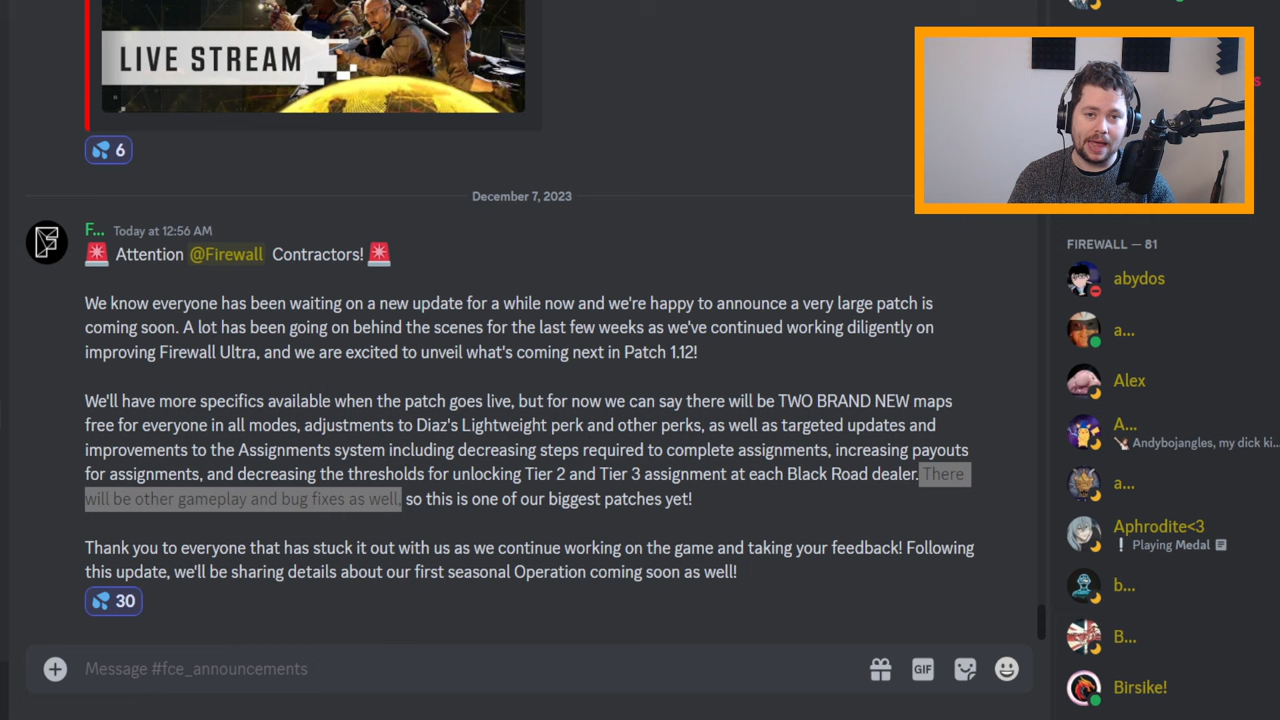 LIVE STREAM
6
December 7, 2023
F... Today at 12:56 AM
Attention @Firewall Contractors!
We know everyone has been waiting on a new update for a while now and we're happy to announce a very large patch is
coming soon. A lot has been going on behind the scenes for the last few weeks as we've continued working diligently on
improving Firewall Ultra, and we are excited to unveil what's coming next in Patch 1.12!
We'll have more specifics available when the patch goes live, but for now we can say there will be TWO BRAND NEW maps
free for everyone in all modes, adjustments to Diaz's Lightweight perk and other perks, as well as targeted updates and
improvements to the Assignments system including decreasing steps required to complete assignments, increasing payouts
for assignments, and decreasing the thresholds for unlocking Tier 2 and Tier 3 assignment at each Black Road dealer. There
will be other gameplay and bug fixes as well, so this is one of our biggest patches yet!
Thank you to everyone that has stuck it out with us as we continue working on the game and taking your feedback! Following
this update, we'll be sharing details about our first seasonal Operation coming soon as well!
30
Message #fce_announcements
GIF
FIREWALL — 81
abydos
a...
Alex
A...
Andybojangles, my dick ki...
a...
Aphrodite<3
Playing Medal
b...
B...
Birsike!